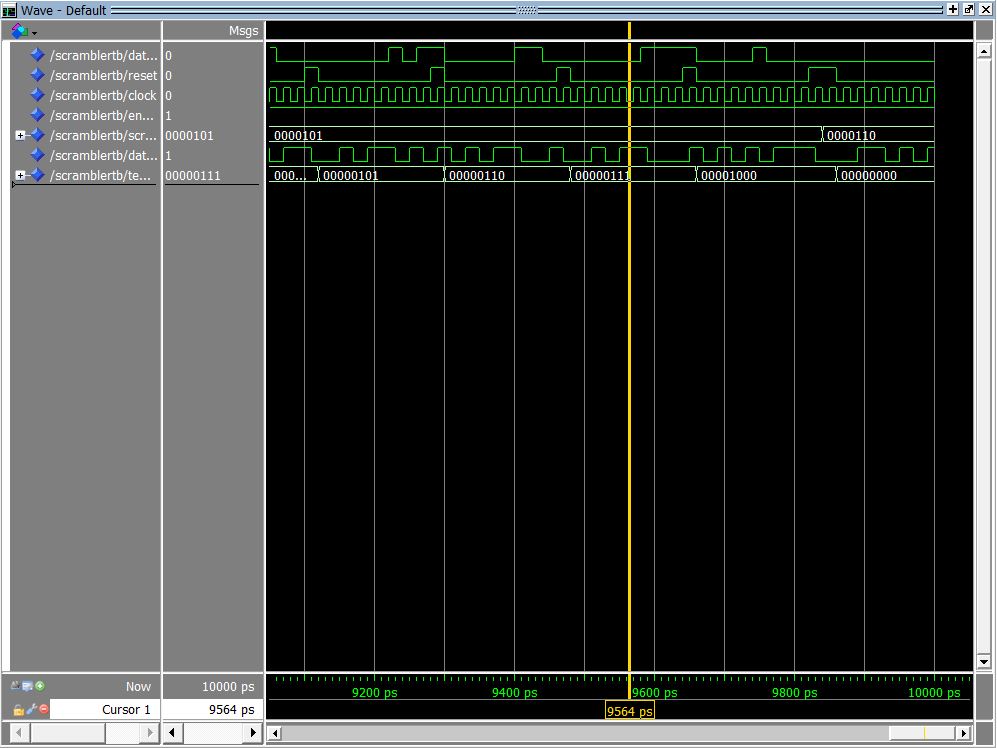 Wave - Default
Msgs
/scramblertb/dat... 0
/scramblertb/reset 0
/scramblertb/clock 0
/scramblertb/en... 1
/scramblertb/scr... 0000101 0000101 0000110
/scramblertb/dat... 1
/scramblertb/te... 00000111 000... 00000101 00000110 00000111 00001000 00000000
Now 10000 ps 9200 ps 9400 ps 9600 ps 9800 ps 10000 ps
Cursor 1 9564 ps 9564 ps